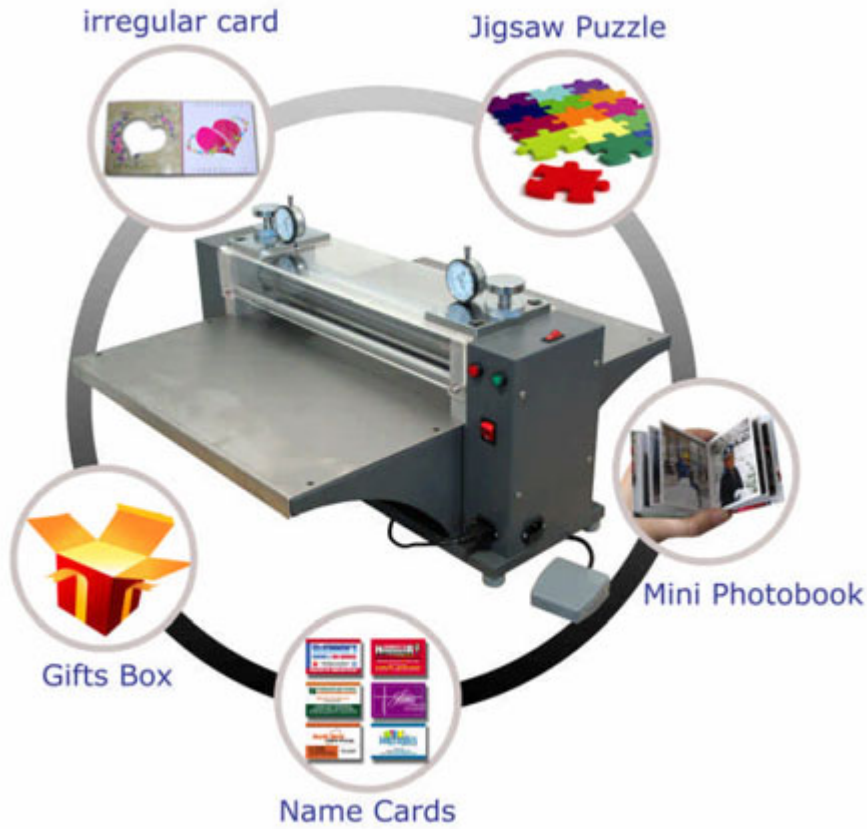 irregular card
Jigsaw Puzzle
Mini Photobook
Gifts Box
Name Cards